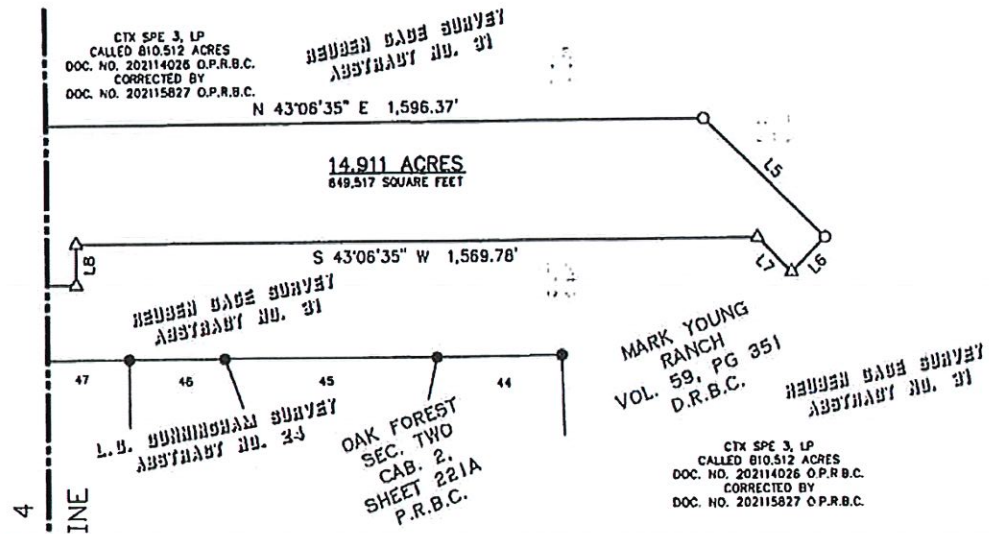 CTX SPE 3, LP
CALLED 810.512 ACRES
DOC. NO. 202114026 O.P.R.B.C.
CORRECTED BY
DOC. NO. 202115827 O.P.R.B.C.
REUBEN GAGE SURVEY
ABSTRACT NO. 31
N 43°06'35" E 1,596.37'
14.911 ACRES
649,517 SQUARE FEET
L5
L6
L7
L8
S 43°06'35" W 1,569.78'
REUBEN GAGE SURVEY
ABSTRACT NO. 31
47
46
45
44
L.C. CUNNINGHAM SURVEY
ABSTRACT NO. 24
OAK FOREST
SEC. TWO
CAB. 2,
SHEET 221A
P.R.B.C.
MARK YOUNG
RANCH
VOL. 59, PG 351
D.R.B.C.
REUBEN GAGE SURVEY
ABSTRACT NO. 31
CTX SPE 3, LP
CALLED 810.512 ACRES
DOC. NO. 202114026 O.P.R.B.C.
CORRECTED BY
DOC. NO. 202115827 O.P.R.B.C.
4
INE